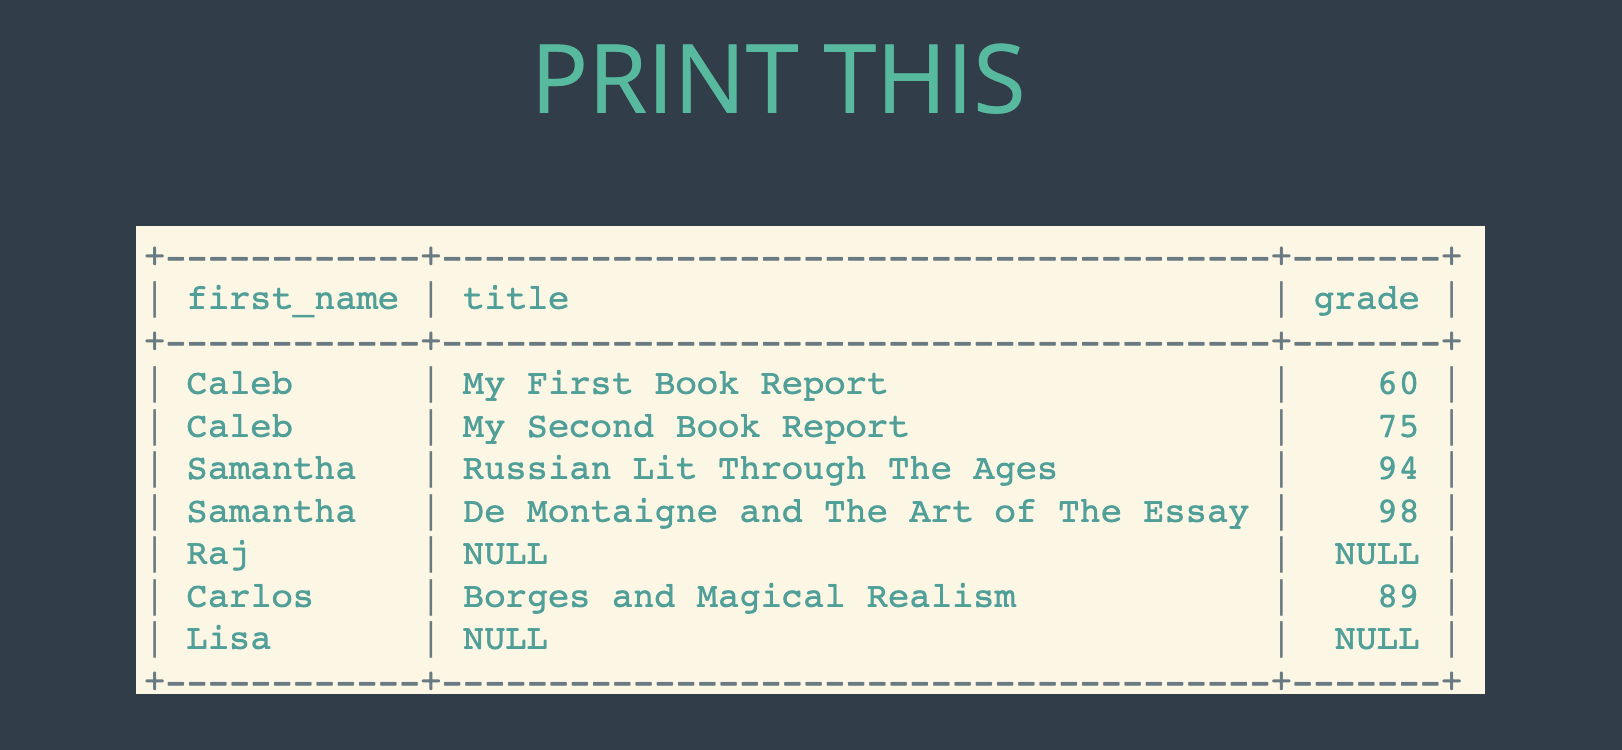 PRINT THIS
+------------+---------------------------------------+-------+
| first_name | title                                 | grade |
+------------+---------------------------------------+-------+
| Caleb      | My First Book Report                  |    60 |
| Caleb      | My Second Book Report                 |    75 |
| Samantha   | Russian Lit Through The Ages          |    94 |
| Samantha   | De Montaigne and The Art of The Essay |    98 |
| Raj        | NULL                                  |  NULL |
| Carlos     | Borges and Magical Realism            |    89 |
| Lisa       | NULL                                  |  NULL |
+------------+---------------------------------------+-------+